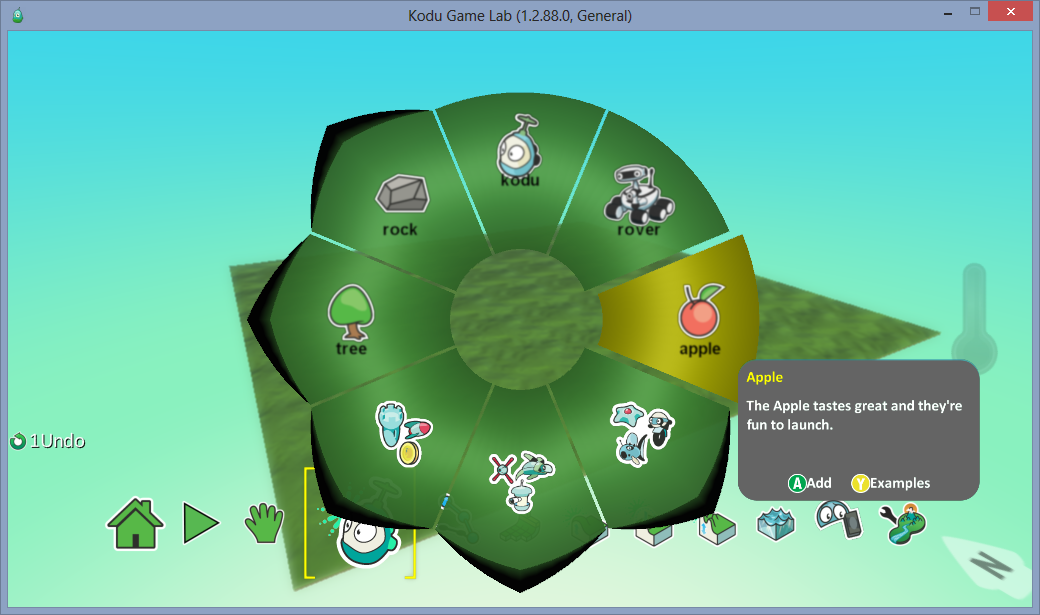 Kodu Game Lab (1.2.88.0, General)
kodu
rock
rover
tree
apple
Apple
The Apple tastes great and they're
fun to launch.
A Add Y Examples
1Undo
N